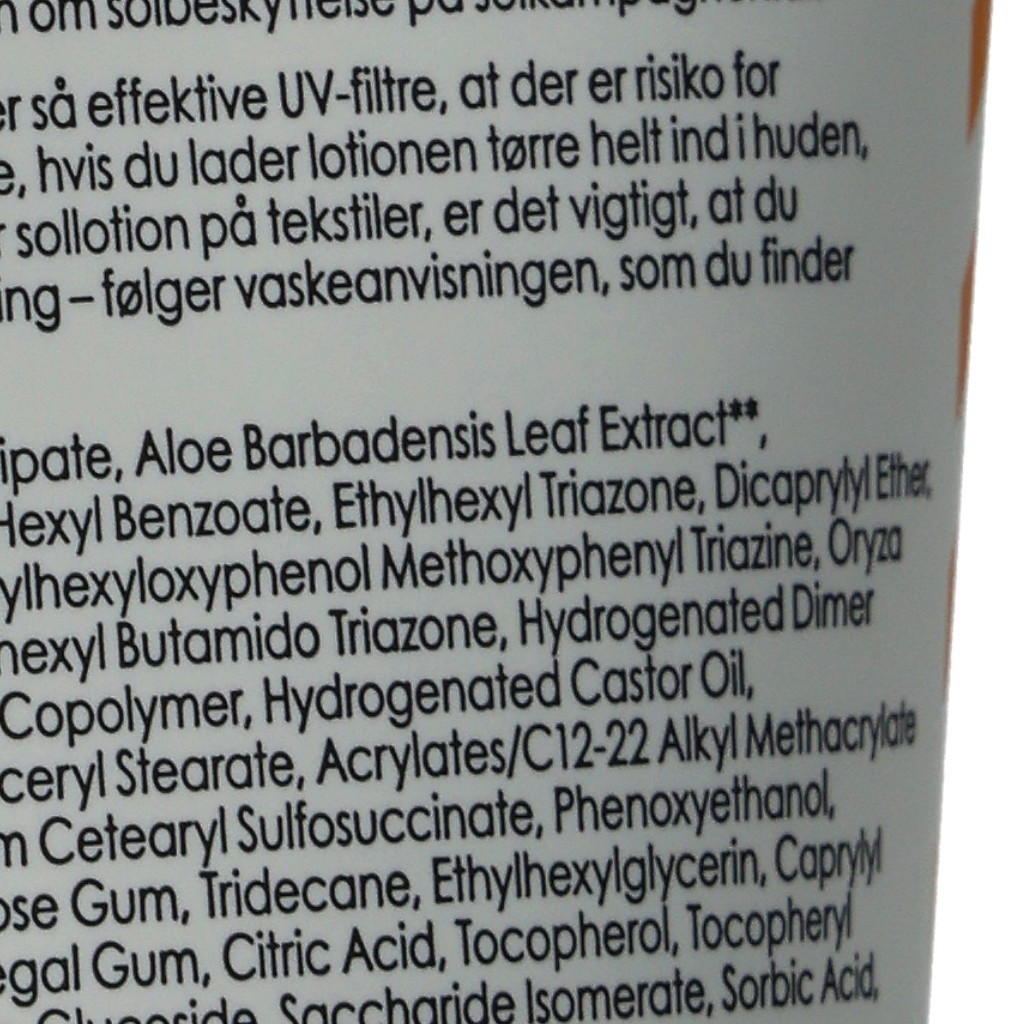 om solbeskyttelse på
så effektive UV-filtre, at der er risiko for
hvis du lader lotionen tørre helt ind i huden,
sollotion på tekstiler, er det vigtigt, at du
– følger vaskeanvisningen, som du finder
Aloe Barbadensis Leaf Extract**,
Hexyl Benzoate, Ethylhexyl Triazone, Dicaprylyl Ether,
ylhexyloxyphenol Methoxyphenyl Triazine, Oryza
hexyl Butamido Triazone, Hydrogenated Dimer
Copolymer, Hydrogenated Castor Oil,
ceryl Stearate, Acrylates/C12-22 Alkyl Methacrylate
m Cetearyl Sulfosuccinate, Phenoxyethanol,
ose Gum, Tridecane, Ethylhexylglycerin, Caprylyl
egal Gum, Citric Acid, Tocopherol, Tocopheryl
Glucoside, Saccharide Isomerate, Sorbic Acid,